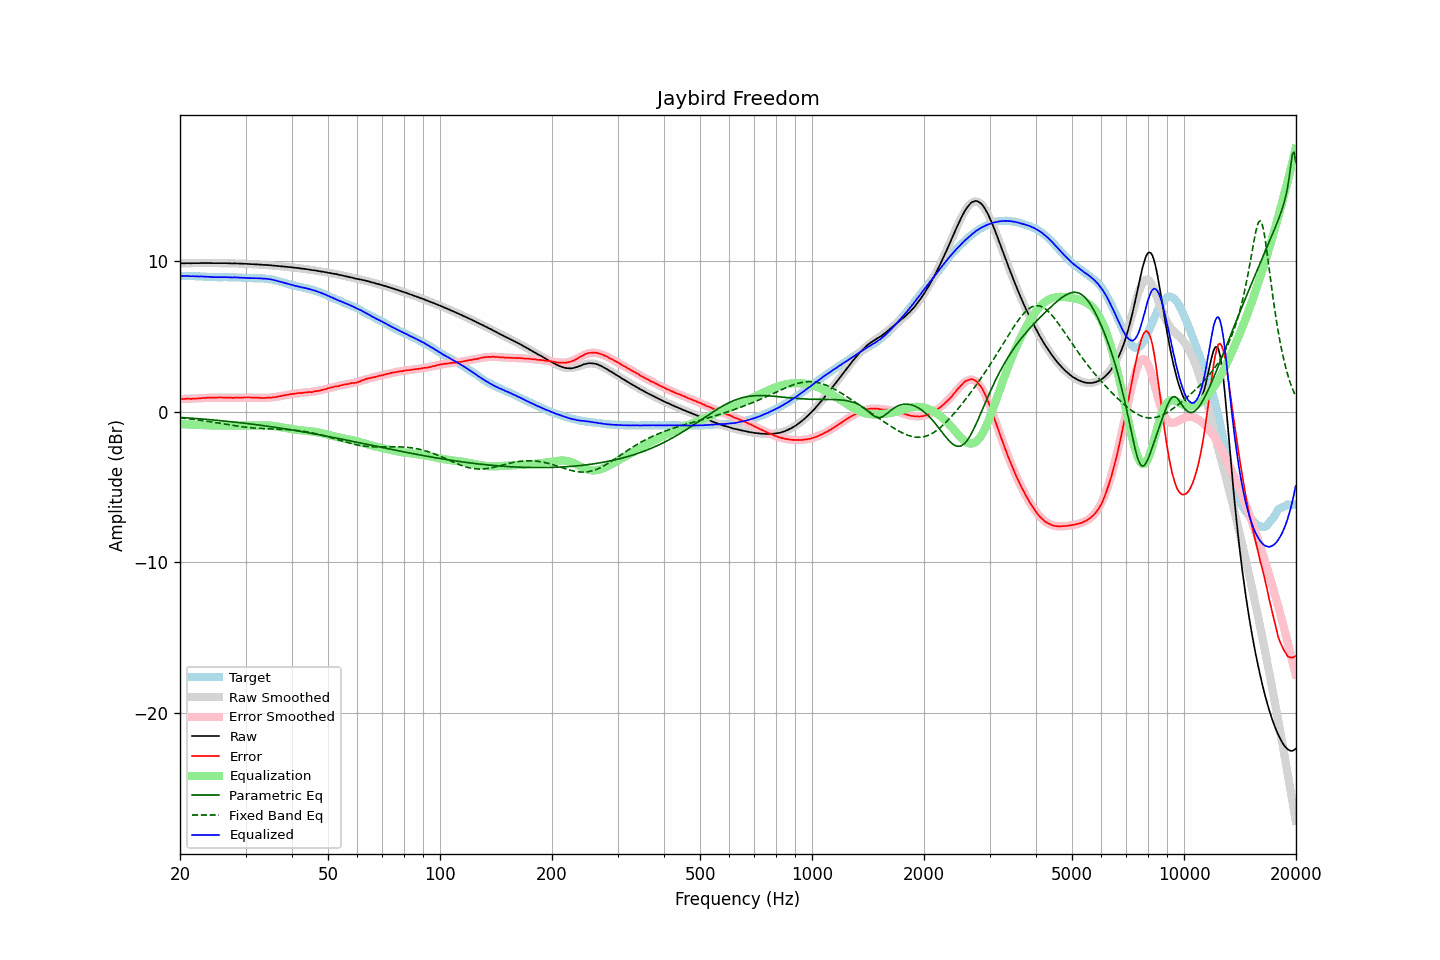 Jaybird Freedom
Amplitude (dBr)
10
0
−10
−20
Target
Raw Smoothed
Error Smoothed
Raw
Error
Equalization
Parametric Eq
Fixed Band Eq
Equalized
20 50 100 200 500 1000 2000 5000 10000 20000
Frequency (Hz)